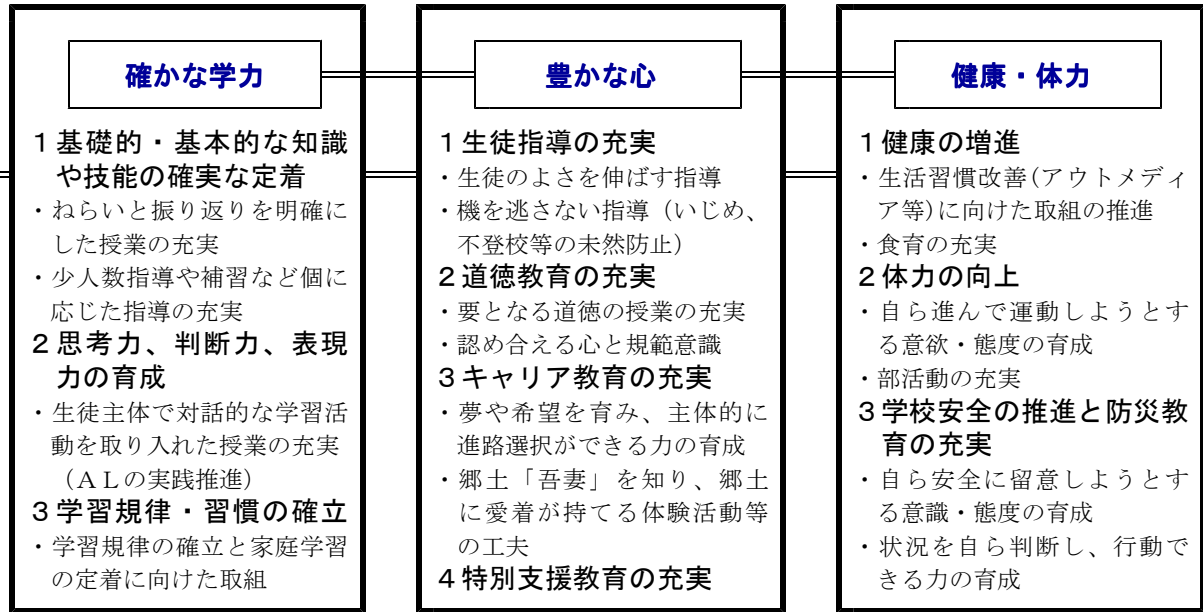 確かな学力
1基礎的・基本的な知識
や技能の確実な定着
・ねらいと振り返りを明確に
した授業の充実
・少人数指導や補習など個に
応じた指導の充実
2思考力、判断力、表現
力の育成
・生徒主体で対話的な学習活
動を取り入れた授業の充実
（ＡＬの実践推進）
3学習規律・習慣の確立
・学習規律の確立と家庭学習
の定着に向けた取組
豊かな心
1生徒指導の充実
・生徒のよさを伸ばす指導
・機を逃さない指導（いじめ、
不登校等の未然防止）
2道徳教育の充実
・要となる道徳の授業の充実
・認め合える心と規範意識
3キャリア教育の充実
・夢や希望を育み、主体的に
進路選択ができる力の育成
・郷土「吾妻」を知り、郷土
に愛着が持てる体験活動等
の工夫
4特別支援教育の充実
健康・体力
1健康の増進
・生活習慣改善(アウトメディ
ア等)に向けた取組の推進
・食育の充実
2体力の向上
・自ら進んで運動しようとす
る意欲・態度の育成
・部活動の充実
3学校安全の推進と防災教
育の充実
・自ら安全に留意しようとす
る意識・態度の育成
・状況を自ら判断し、行動で
きる力の育成